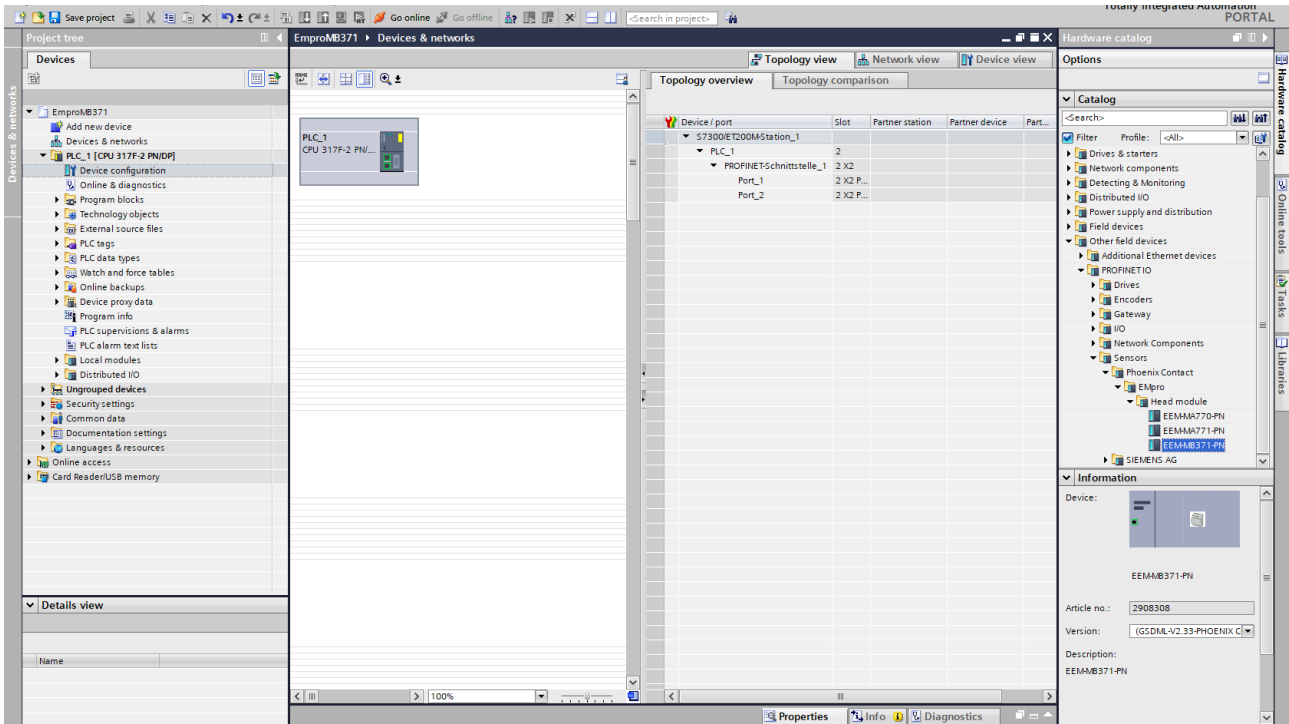 Totally Integrated Automation
PORTAL
Save project
Go online
Go offline
<Search in project>
Project tree
EmproMB371 ▸ Devices & networks
Hardware catalog
Devices
Topology view
Network view
Device view
Options
Devices & networks
Topology overview
Topology comparison
EmproMB371
Add new device
Devices & networks
PLC_1 [CPU 317F-2 PN/DP]
Device configuration
Online & diagnostics
Program blocks
Technology objects
External source files
PLC tags
PLC data types
Watch and force tables
Online backups
Device proxy data
Program info
PLC supervisions & alarms
PLC alarm text lists
Local modules
Distributed I/O
Ungrouped devices
Security settings
Common data
Documentation settings
Languages & resources
Online access
Card Reader/USB memory
Details view
Name
PLC_1
CPU 317F-2 PN/...
100%
Device / port
Slot
Partner station
Partner device
Part...
S7300/ET200M-Station_1
PLC_1
2
PROFINET-Schnittstelle_1
2 X2
Port_1
2 X2 P...
Port_2
2 X2 P...
Properties
Info
Diagnostics
Catalog
<Search>
Filter
Profile:
<All>
Drives & starters
Network components
Detecting & Monitoring
Distributed I/O
Power supply and distribution
Field devices
Other field devices
Additional Ethernet devices
PROFINET IO
Drives
Encoders
Gateway
I/O
Network Components
Sensors
Phoenix Contact
EMpro
Head module
EEM-MA770-PN
EEM-MA771-PN
EEM-MB371-PN
SIEMENS AG
Information
Device:
EEM-MB371-PN
Article no.:
2908308
Version:
(GSDML-V2.33-PHOENIX C
Description:
EEM-MB371-PN
Hardware catalog
Online tools
Tasks
Libraries